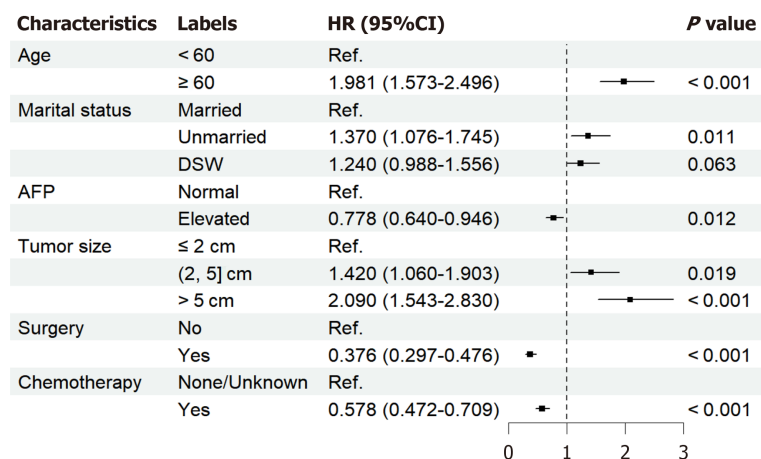 Characteristics Labels HR (95%CI) P value
Age < 60 Ref.
≥ 60 1.981 (1.573-2.496) < 0.001
Marital status Married Ref.
Unmarried 1.370 (1.076-1.745) 0.011
DSW 1.240 (0.988-1.556) 0.063
AFP Normal Ref.
Elevated 0.778 (0.640-0.946) 0.012
Tumor size ≤ 2 cm Ref.
(2, 5] cm 1.420 (1.060-1.903) 0.019
> 5 cm 2.090 (1.543-2.830) < 0.001
Surgery No Ref.
Yes 0.376 (0.297-0.476) < 0.001
Chemotherapy None/Unknown Ref.
Yes 0.578 (0.472-0.709) < 0.001
0 1 2 3